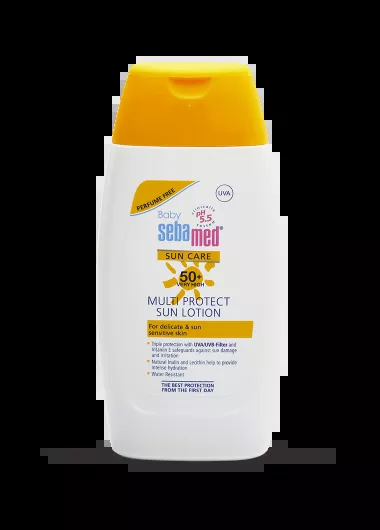 PERFUME FREE
UVA
Baby
CLINICALLY
pH
5.5
TESTED
sebamed®
SUN CARE
50+
VERY HIGH
MULTI PROTECT
SUN LOTION
For delicate & sun
sensitive skin
• Triple protection with UVA/UVB-Filter and
Vitamin E safeguards against sun damage
and irritation
• Natural Inulin and Lecithin help to provide
intense hydration
• Water Resistant
THE BEST PROTECTION
FROM THE FIRST DAY